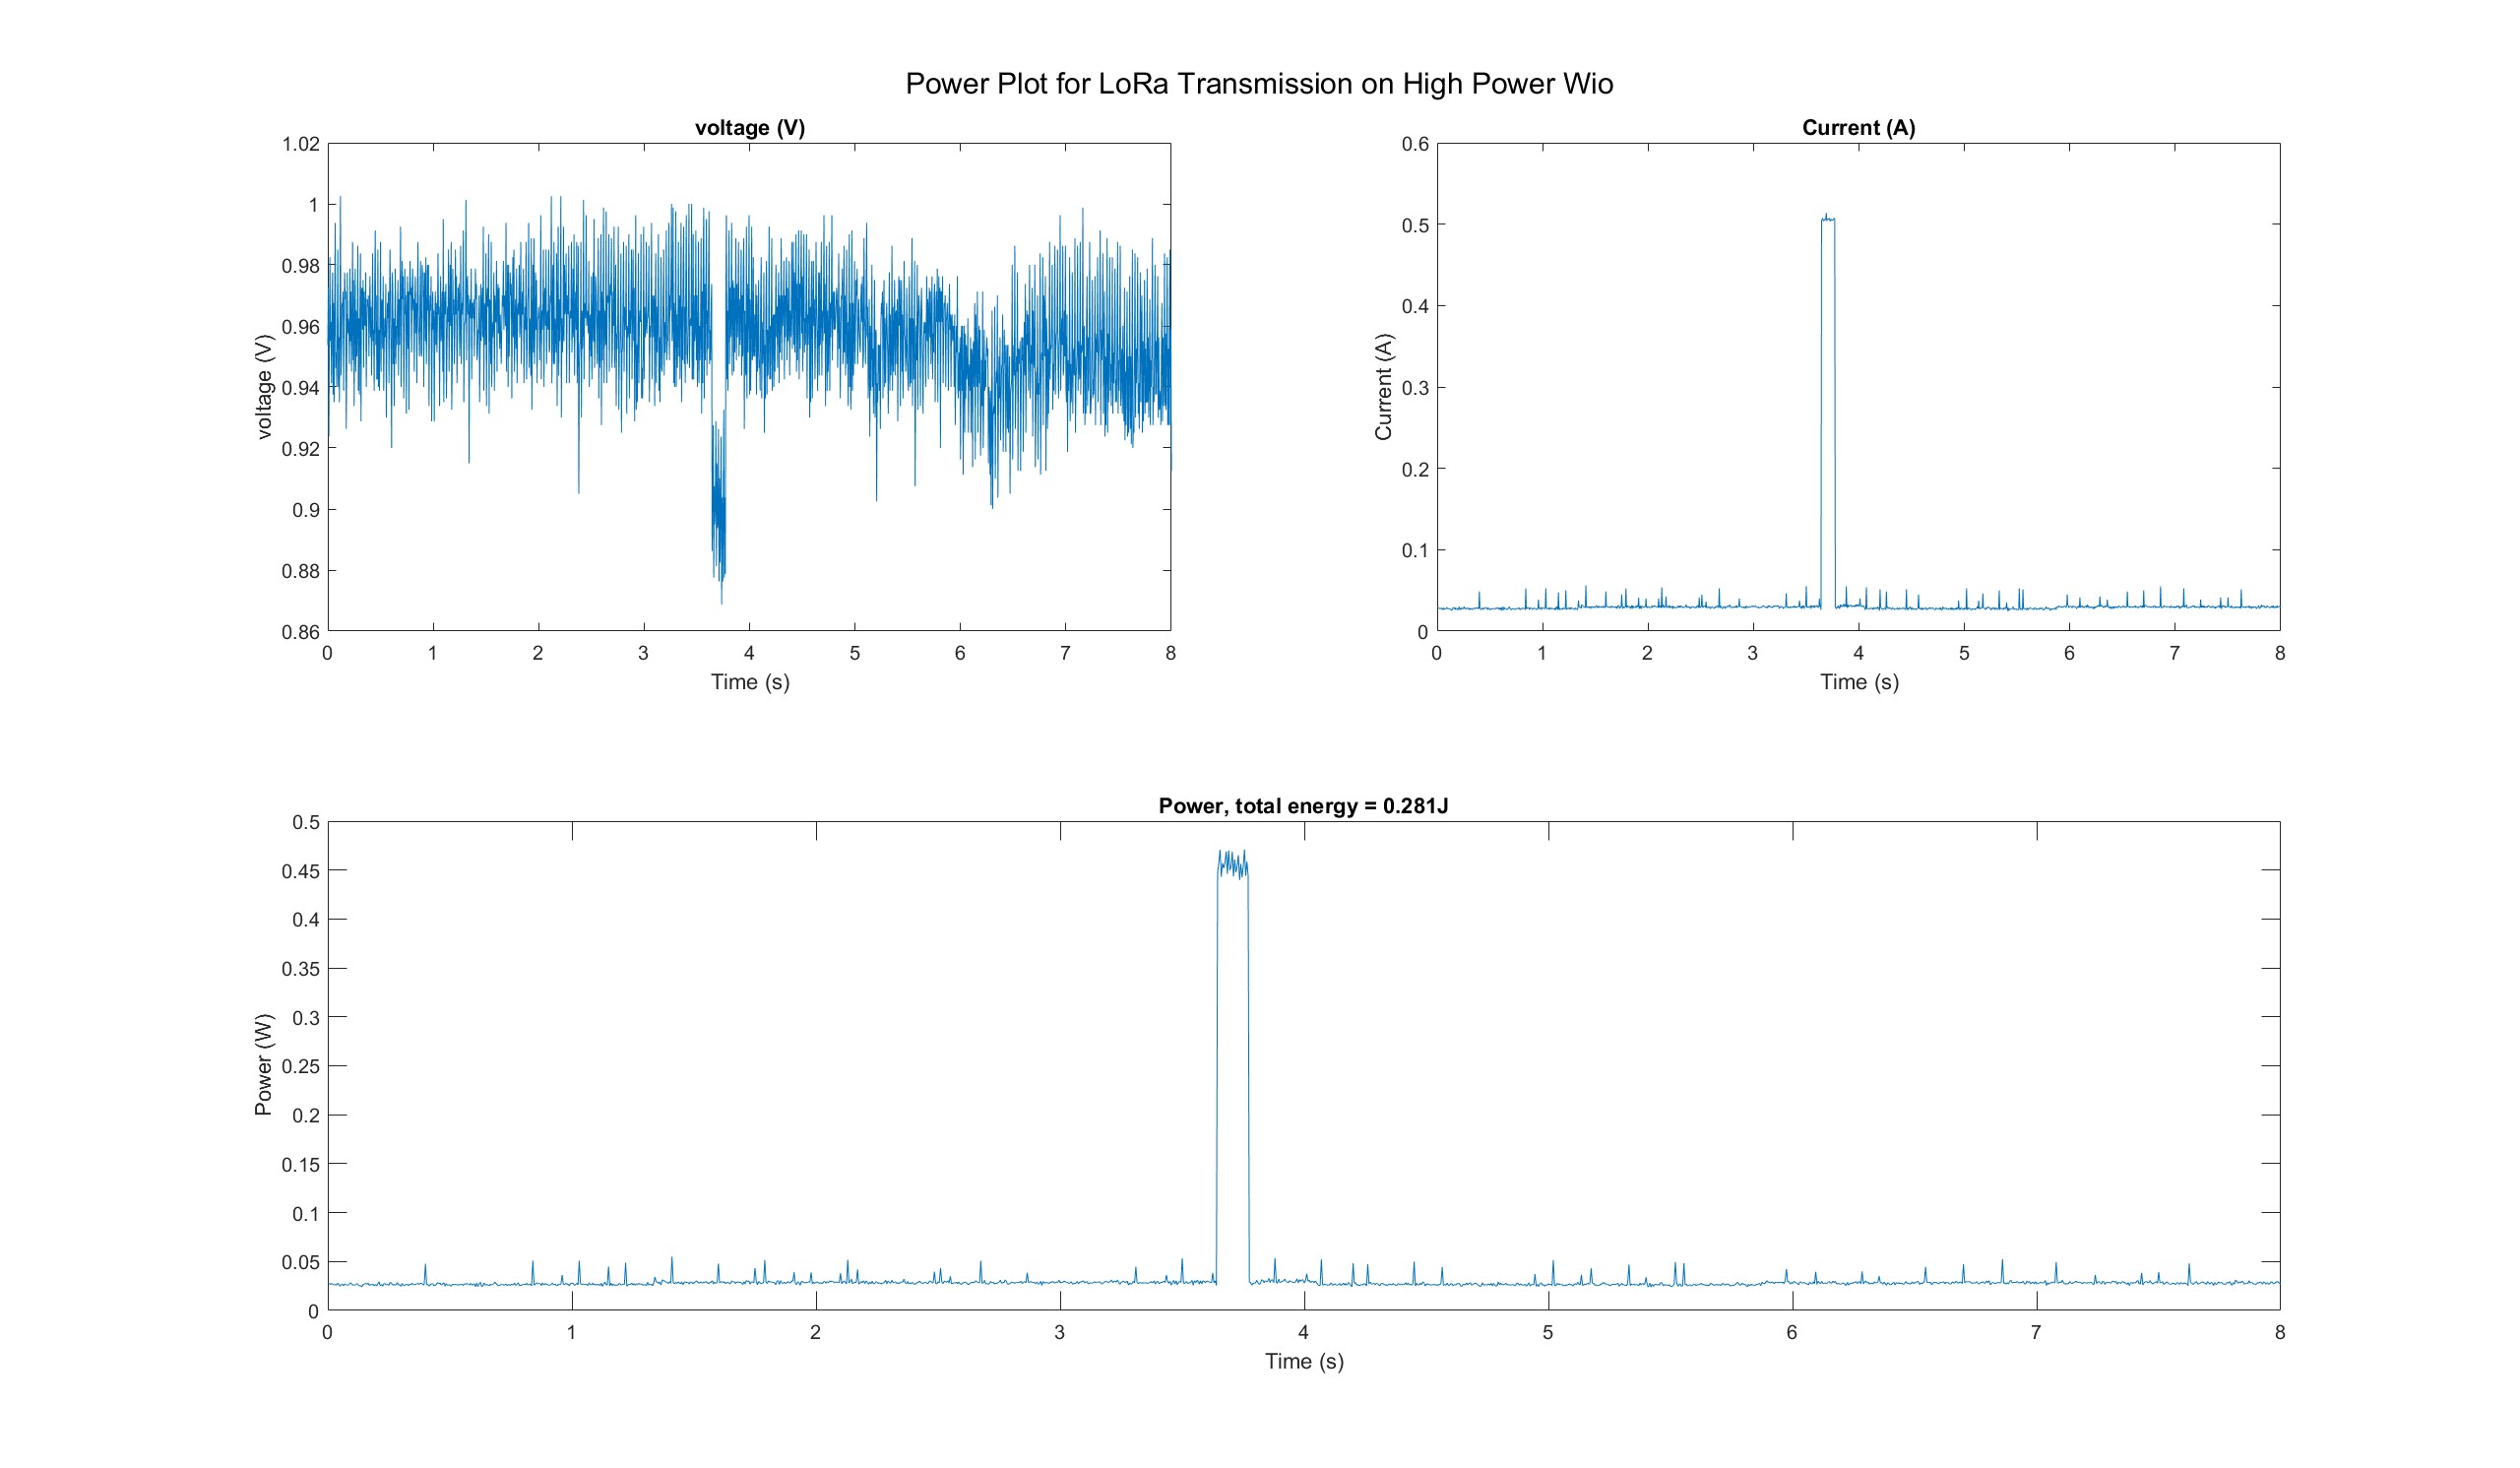 Power Plot for LoRa Transmission on High Power Wio
voltage (V)
1.02
1
0.98
0.96
0.94
0.92
0.9
0.88
0.86
voltage (V)
0 1 2 3 4 5 6 7 8
Time (s)
Current (A)
0.6
0.5
0.4
0.3
0.2
0.1
0
Current (A)
0 1 2 3 4 5 6 7 8
Time (s)
Power, total energy = 0.281J
0.5
0.45
0.4
0.35
0.3
0.25
0.2
0.15
0.1
0.05
0
Power (W)
0 1 2 3 4 5 6 7 8
Time (s)